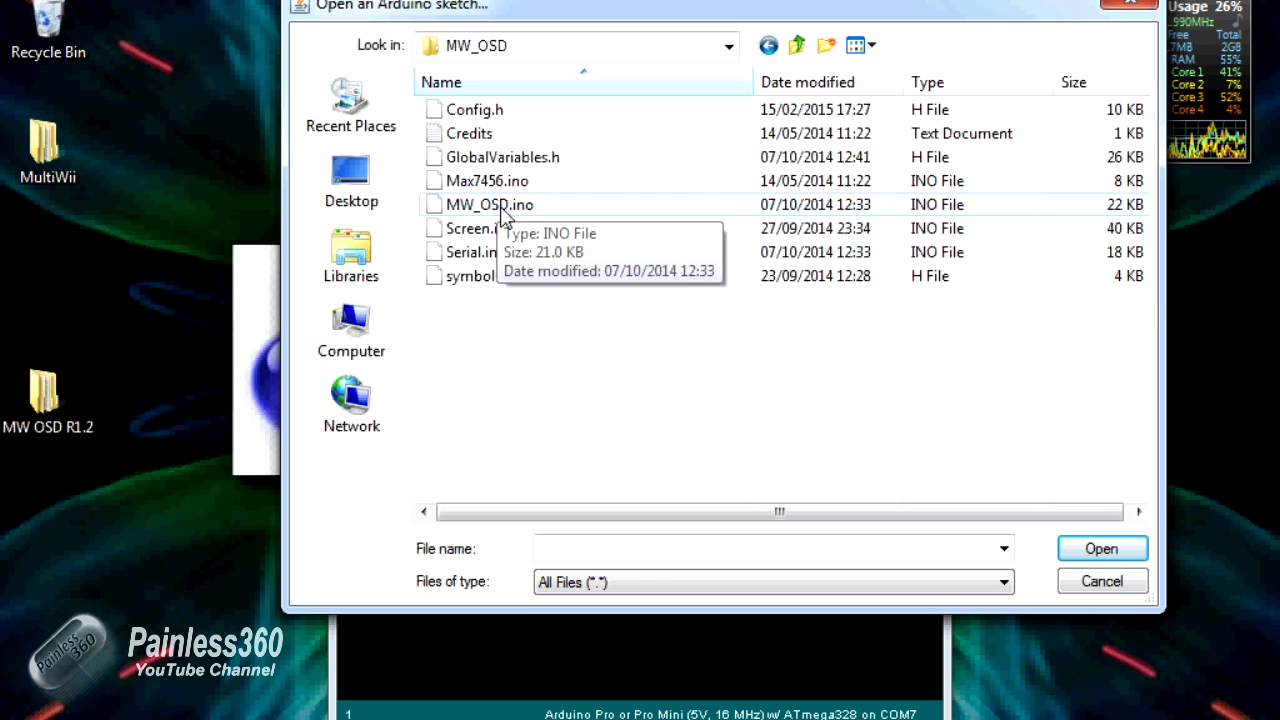 Open an Arduino sketch...
Usage 26%
990MHz
Free Total
7MB 2GB
RAM 55%
Core 1 41%
Core 2 7%
Core 3 52%
Core 4 4%
Recycle Bin
MultiWii
MW OSD R1.2
Look in: MW_OSD
Recent Places
Desktop
Libraries
Computer
Network
Name Date modified Type Size
Config.h 15/02/2015 17:27 H File 10 KB
Credits 14/05/2014 11:22 Text Document 1 KB
GlobalVariables.h 07/10/2014 12:41 H File 26 KB
Max7456.ino 14/05/2014 11:22 INO File 8 KB
MW_OSD.ino 07/10/2014 12:33 INO File 22 KB
Screen.i 27/09/2014 23:34 INO File 40 KB
Serial.in 07/10/2014 12:33 INO File 18 KB
symbol 23/09/2014 12:28 H File 4 KB
Type: INO File
Size: 21.0 KB
Date modified: 07/10/2014 12:33
File name: Open
Files of type: All Files (*.*) Cancel
Painless360
Painless360
YouTube Channel
1 Arduino Pro or Pro Mini (5V, 16 MHz) w/ ATmega328 on COM7